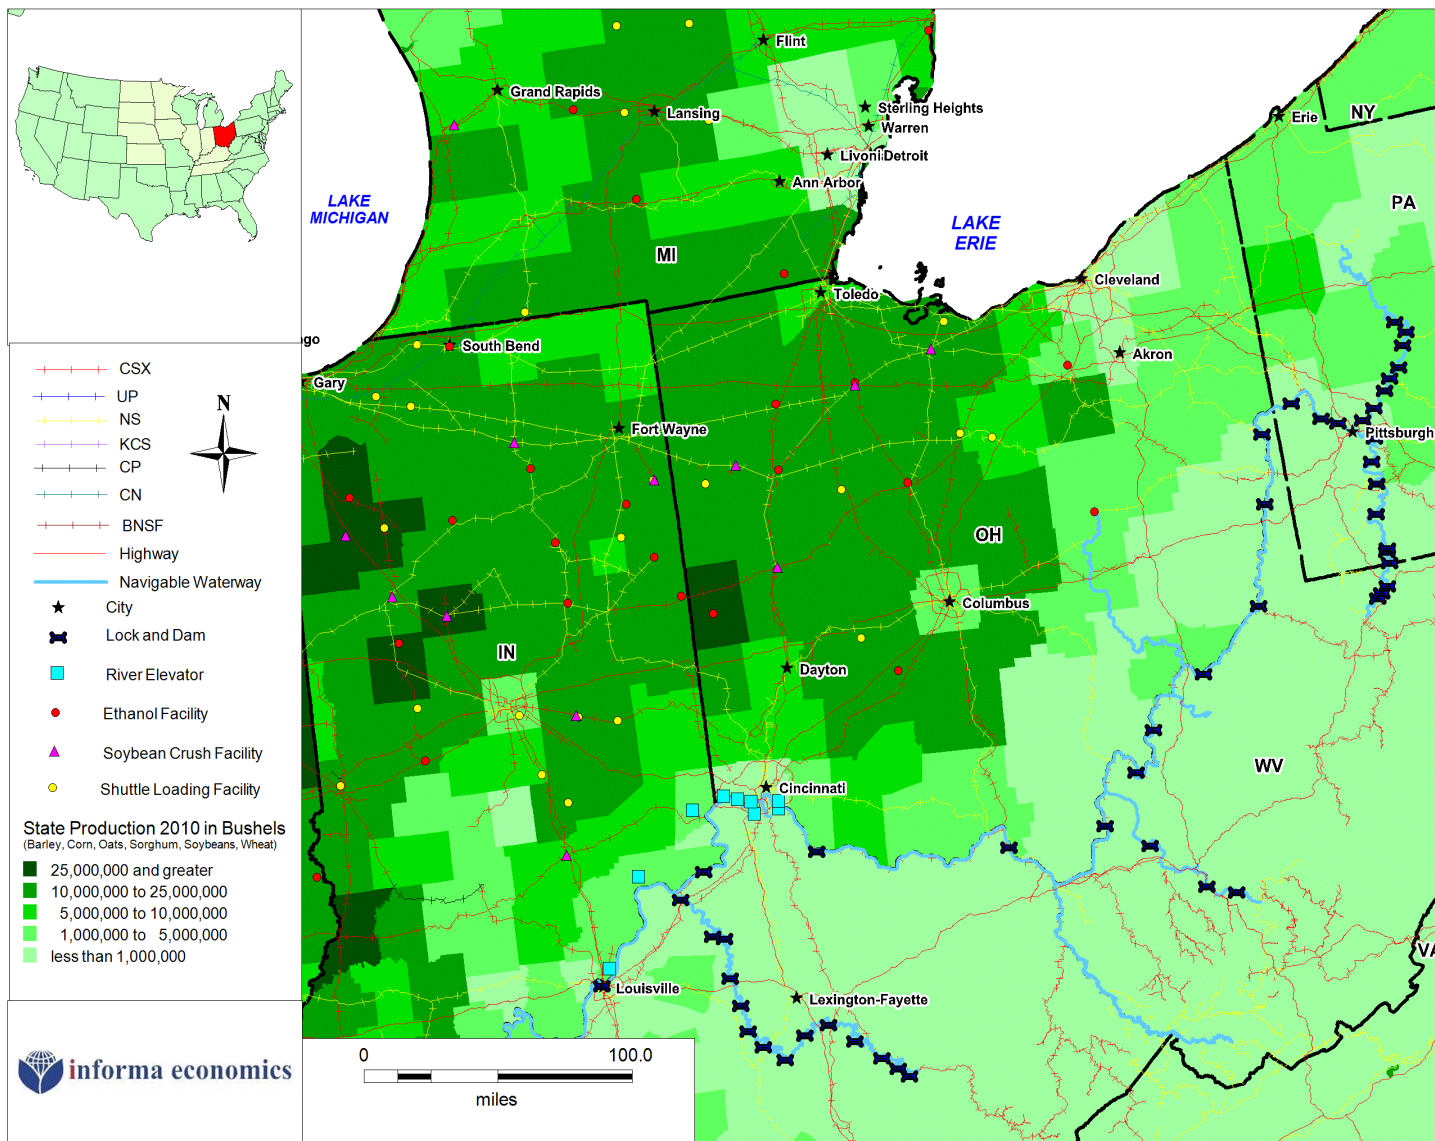 Flint
Grand Rapids
Lansing
Sterling Heights
Warren
Livoni
Detroit
Ann Arbor
Erie
NY
PA
LAKE
MICHIGAN
LAKE
ERIE
MI
Cleveland
Toledo
Akron
go
South Bend
Gary
Fort Wayne
Pittsburgh
OH
Columbus
IN
Dayton
WV
Cincinnati
VA
Louisville
Lexington-Fayette
CSX
UP
N
NS
KCS
CP
CN
BNSF
Highway
Navigable Waterway
City
Lock and Dam
River Elevator
Ethanol Facility
Soybean Crush Facility
Shuttle Loading Facility
State Production 2010 in Bushels
(Barley, Corn, Oats, Sorghum, Soybeans, Wheat)
25,000,000 and greater
10,000,000 to 25,000,000
5,000,000 to 10,000,000
1,000,000 to 5,000,000
less than 1,000,000
informa economics
0 100.0
miles